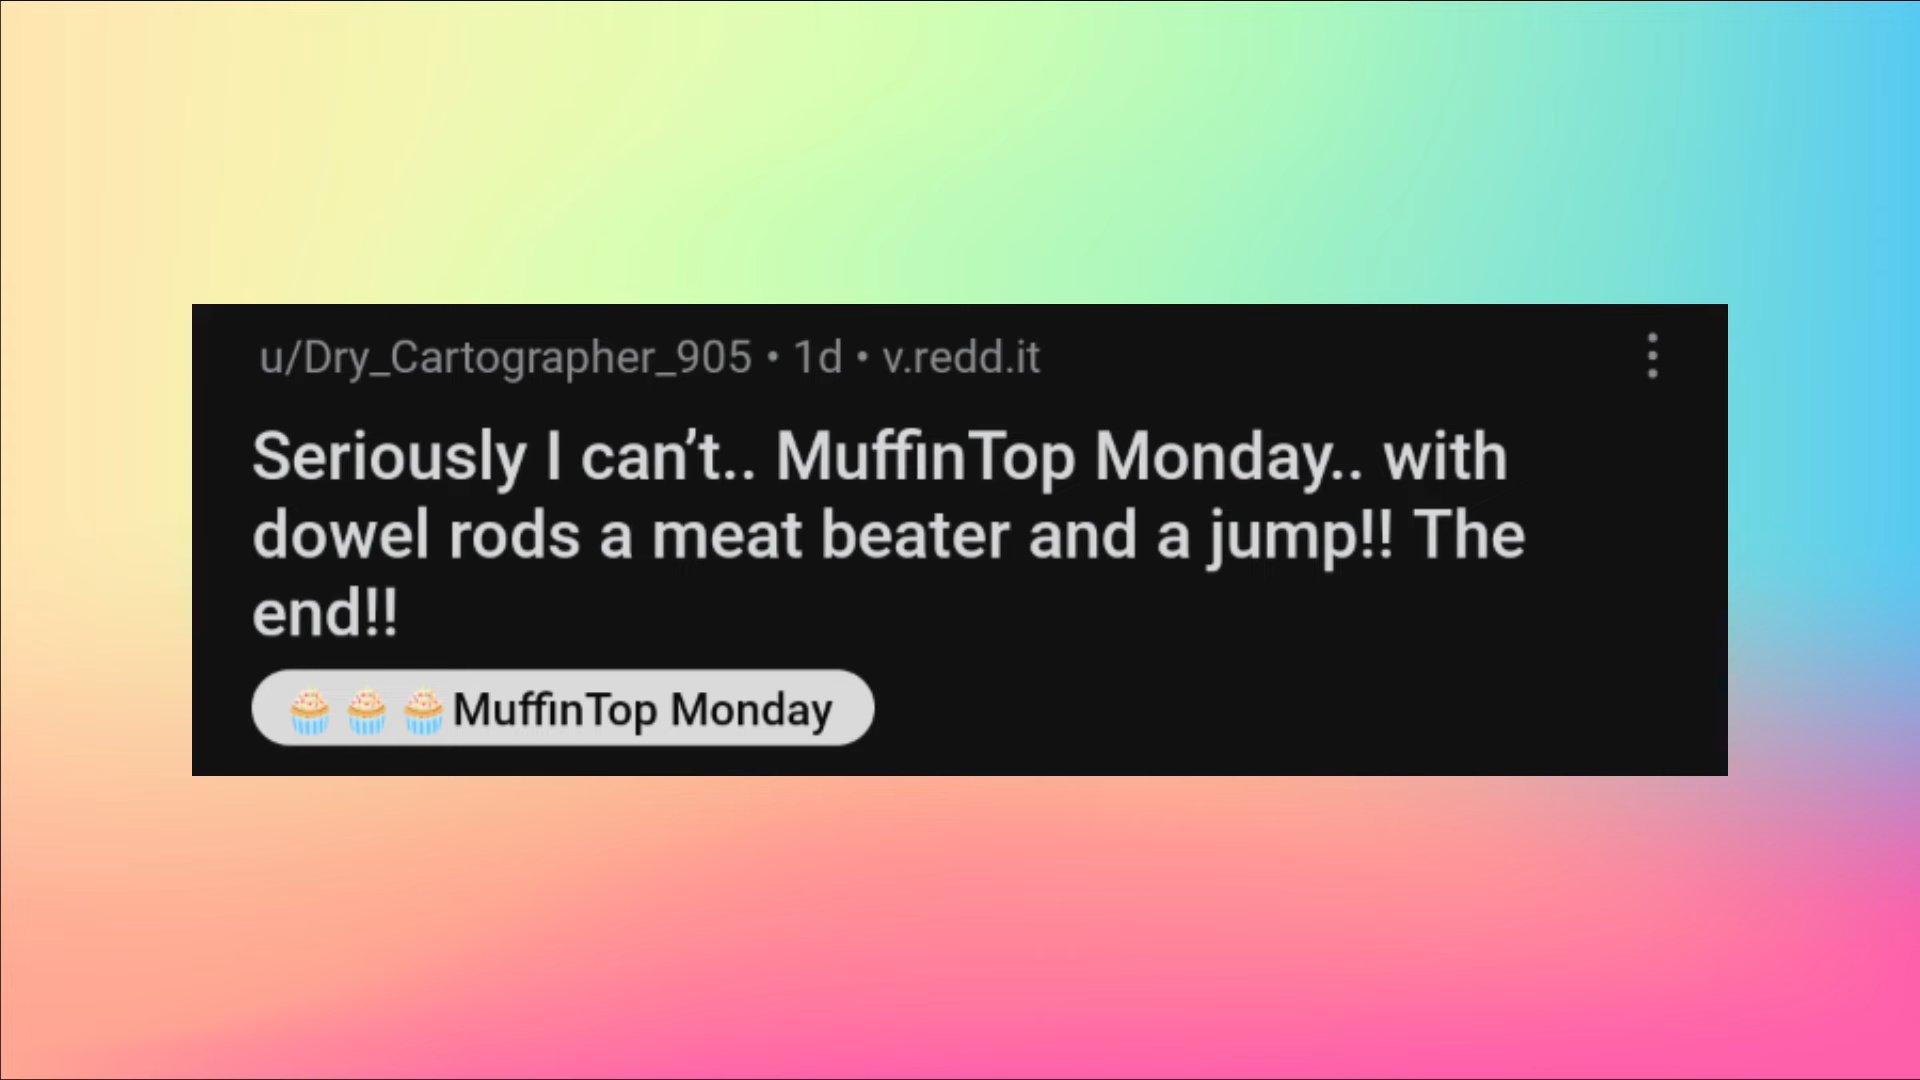 u/Dry_Cartographer_905 • 1d • v.redd.it
Seriously I can’t.. MuffinTop Monday.. with
dowel rods a meat beater and a jump!! The
end!!
🧁 🧁 🧁MuffinTop Monday